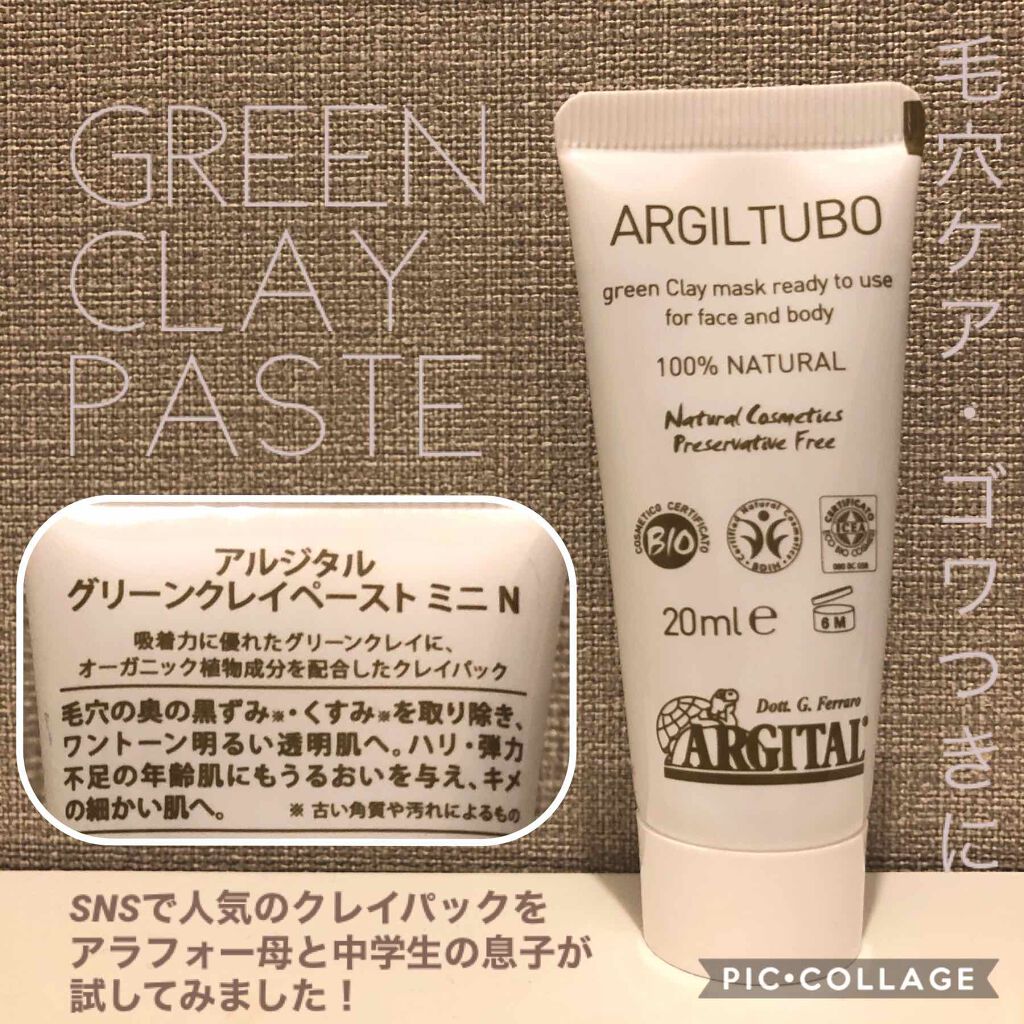 GREEN
CLAY
PASTE
毛穴ケア・ゴワつきに
ARGILTUBO
green Clay mask ready to use
for face and body
100% NATURAL
Natural Cosmetics
Preservative Free
COSMETICO CERTIFICATO
BIO
Certified Natural Cosmetics
BDIH
CERTIFICATO
20ml e
6 M
Dott. G. Ferraro
ARGITAL
アルジタル
グリーンクレイペースト ミニ N
吸着力に優れたグリーンクレイに、
オーガニック植物成分を配合したクレイパック
毛穴の奥の黒ずみ※・くすみ※を取り除き、
ワントーン明るい透明肌へ。ハリ・弾力
不足の年齢肌にもうるおいを与え、キメ
の細かい肌へ。 ※ 古い角質や汚れによるもの
SNSで人気のクレイパックを
アラフォー母と中学生の息子が
試してみました！
PIC•COLLAGE